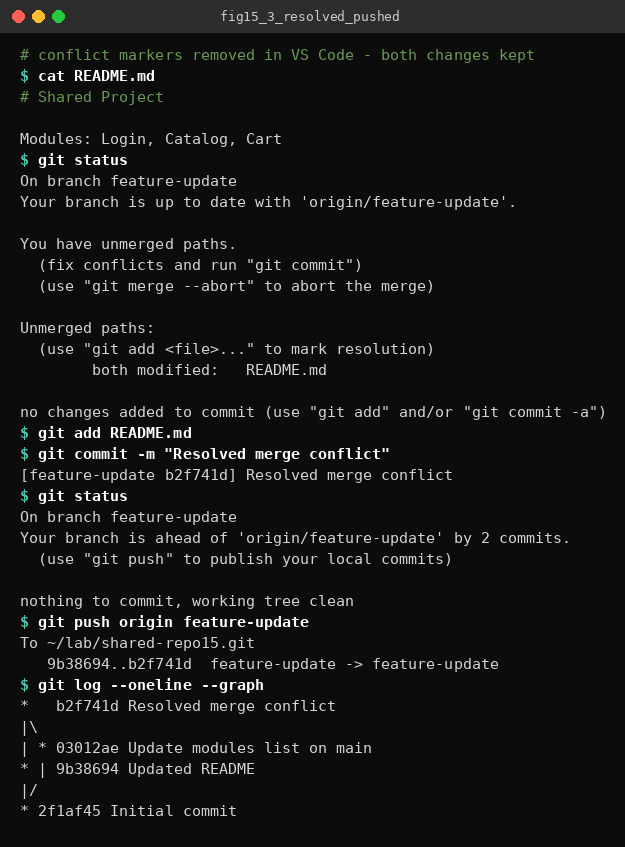 fig15_3_resolved_pushed
# conflict markers removed in VS Code - both changes kept
$ cat README.md
# Shared Project

Modules: Login, Catalog, Cart
$ git status
On branch feature-update
Your branch is up to date with 'origin/feature-update'.

You have unmerged paths.
  (fix conflicts and run "git commit")
  (use "git merge --abort" to abort the merge)

Unmerged paths:
  (use "git add <file>..." to mark resolution)
        both modified:   README.md

no changes added to commit (use "git add" and/or "git commit -a")
$ git add README.md
$ git commit -m "Resolved merge conflict"
[feature-update b2f741d] Resolved merge conflict
$ git status
On branch feature-update
Your branch is ahead of 'origin/feature-update' by 2 commits.
  (use "git push" to publish your local commits)

nothing to commit, working tree clean
$ git push origin feature-update
To ~/lab/shared-repo15.git
   9b38694..b2f741d  feature-update -> feature-update
$ git log --oneline --graph
*   b2f741d Resolved merge conflict
|\
| * 03012ae Update modules list on main
* | 9b38694 Updated README
|/
* 2f1af45 Initial commit